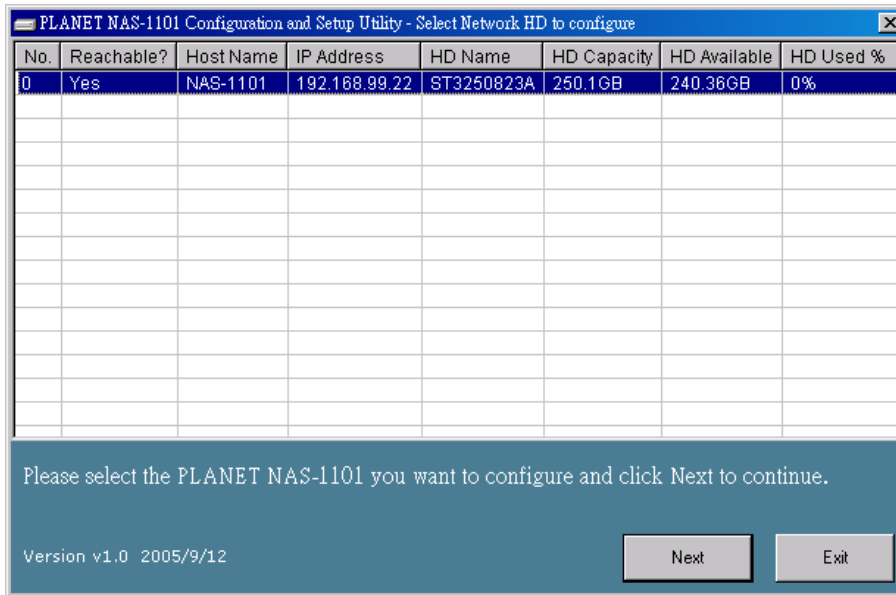 PLANET NAS-1101 Configuration and Setup Utility - Select Network HD to configure
No. Reachable? Host Name IP Address HD Name HD Capacity HD Available HD Used %
0 Yes NAS-1101 192.168.99.22 ST3250823A 250.1GB 240.36GB 0%
Please select the PLANET NAS-1101 you want to configure and click Next to continue.
Version v1.0 2005/9/12
Next
Exit